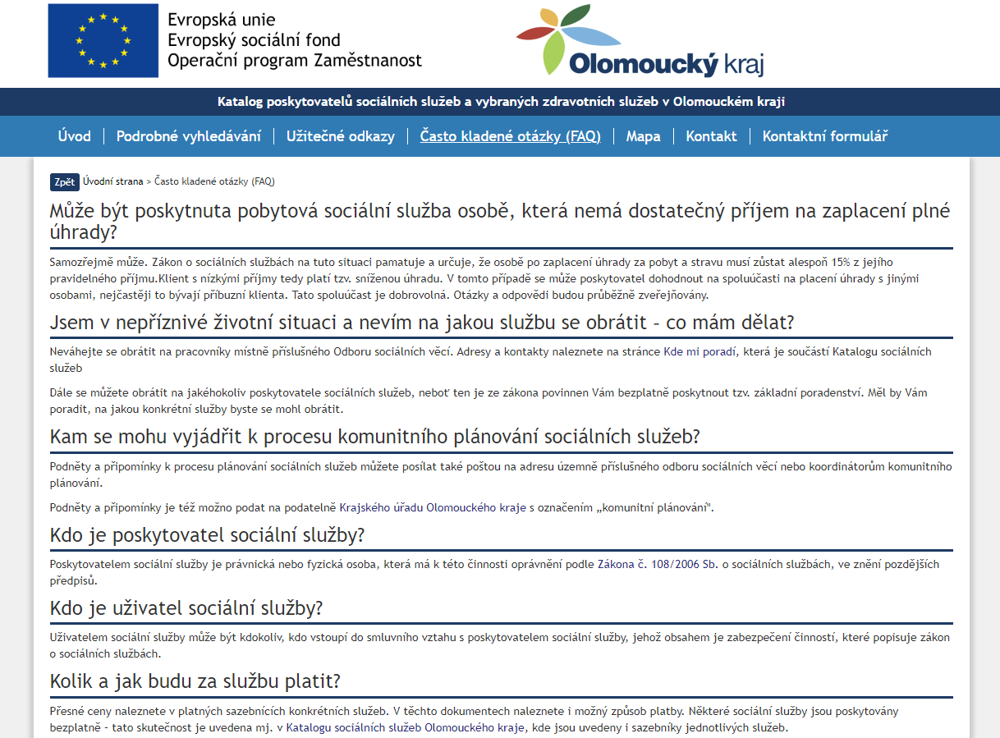 Evropská unie
Evropský sociální fond
Operační program Zaměstnanost
Olomoucký kraj
Katalog poskytovatelů sociálních služeb a vybraných zdravotních služeb v Olomouckém kraji
Úvod | Podrobné vyhledávání | Užitečné odkazy | Často kladené otázky (FAQ) | Mapa | Kontakt | Kontaktní formulář
Zpět Úvodní strana > Často kladené otázky (FAQ)
Může být poskytnuta pobytová sociální služba osobě, která nemá dostatečný příjem na zaplacení plné
úhrady?
Samozřejmě může. Zákon o sociálních službách na tuto situaci pamatuje a určuje, že osobě po zaplacení úhrady za pobyt a stravu musí zůstat alespoň 15% z jejího
pravidelného příjmu.Klient s nízkými příjmy tedy platí tzv. sníženou úhradu. V tomto případě se může poskytovatel dohodnout na spoluúčasti na placení úhrady s jinými
osobami, nejčastěji to bývají příbuzní klienta. Tato spoluúčast je dobrovolná. Otázky a odpovědi budou průběžně zveřejňovány.
Jsem v nepříznivé životní situaci a nevím na jakou službu se obrátit – co mám dělat?
Neváhejte se obrátit na pracovníky místně příslušného Odboru sociálních věcí. Adresy a kontakty naleznete na stránce Kde mi poradí, která je součástí Katalogu sociálních
služeb
Dále se můžete obrátit na jakéhokoliv poskytovatele sociálních služeb, neboť ten je ze zákona povinnen Vám bezplatně poskytnout tzv. základní poradenství. Měl by Vám
poradit, na jakou konkrétní služby byste se mohl obrátit.
Kam se mohu vyjádřit k procesu komunitního plánování sociálních služeb?
Podněty a připomínky k procesu plánování sociálních služeb můžete posílat také poštou na adresu územně příslušného odboru sociálních věcí nebo koordinátorům komunitního
plánování.
Podněty a připomínky je též možno podat na podatelně Krajského úřadu Olomouckého kraje s označením „komunitní plánování".
Kdo je poskytovatel sociální služby?
Poskytovatelem sociální služby je právnická nebo fyzická osoba, která má k této činnosti oprávnění podle Zákona č. 108/2006 Sb. o sociálních službách, ve znění pozdějších
předpisů.
Kdo je uživatel sociální služby?
Uživatelem sociální služby může být kdokoliv, kdo vstoupí do smluvního vztahu s poskytovatelem sociální služby, jehož obsahem je zabezpečení činností, které popisuje zákon
o sociálních službách.
Kolik a jak budu za službu platit?
Přesné ceny naleznete v platných sazebnících konkrétních služeb. V těchto dokumentech naleznete i možný způsob platby. Některé sociální služby jsou poskytovány
bezplatně – tato skutečnost je uvedena mj. v Katalogu sociálních služeb Olomouckého kraje, kde jsou uvedeny i sazebníky jednotlivých služeb.